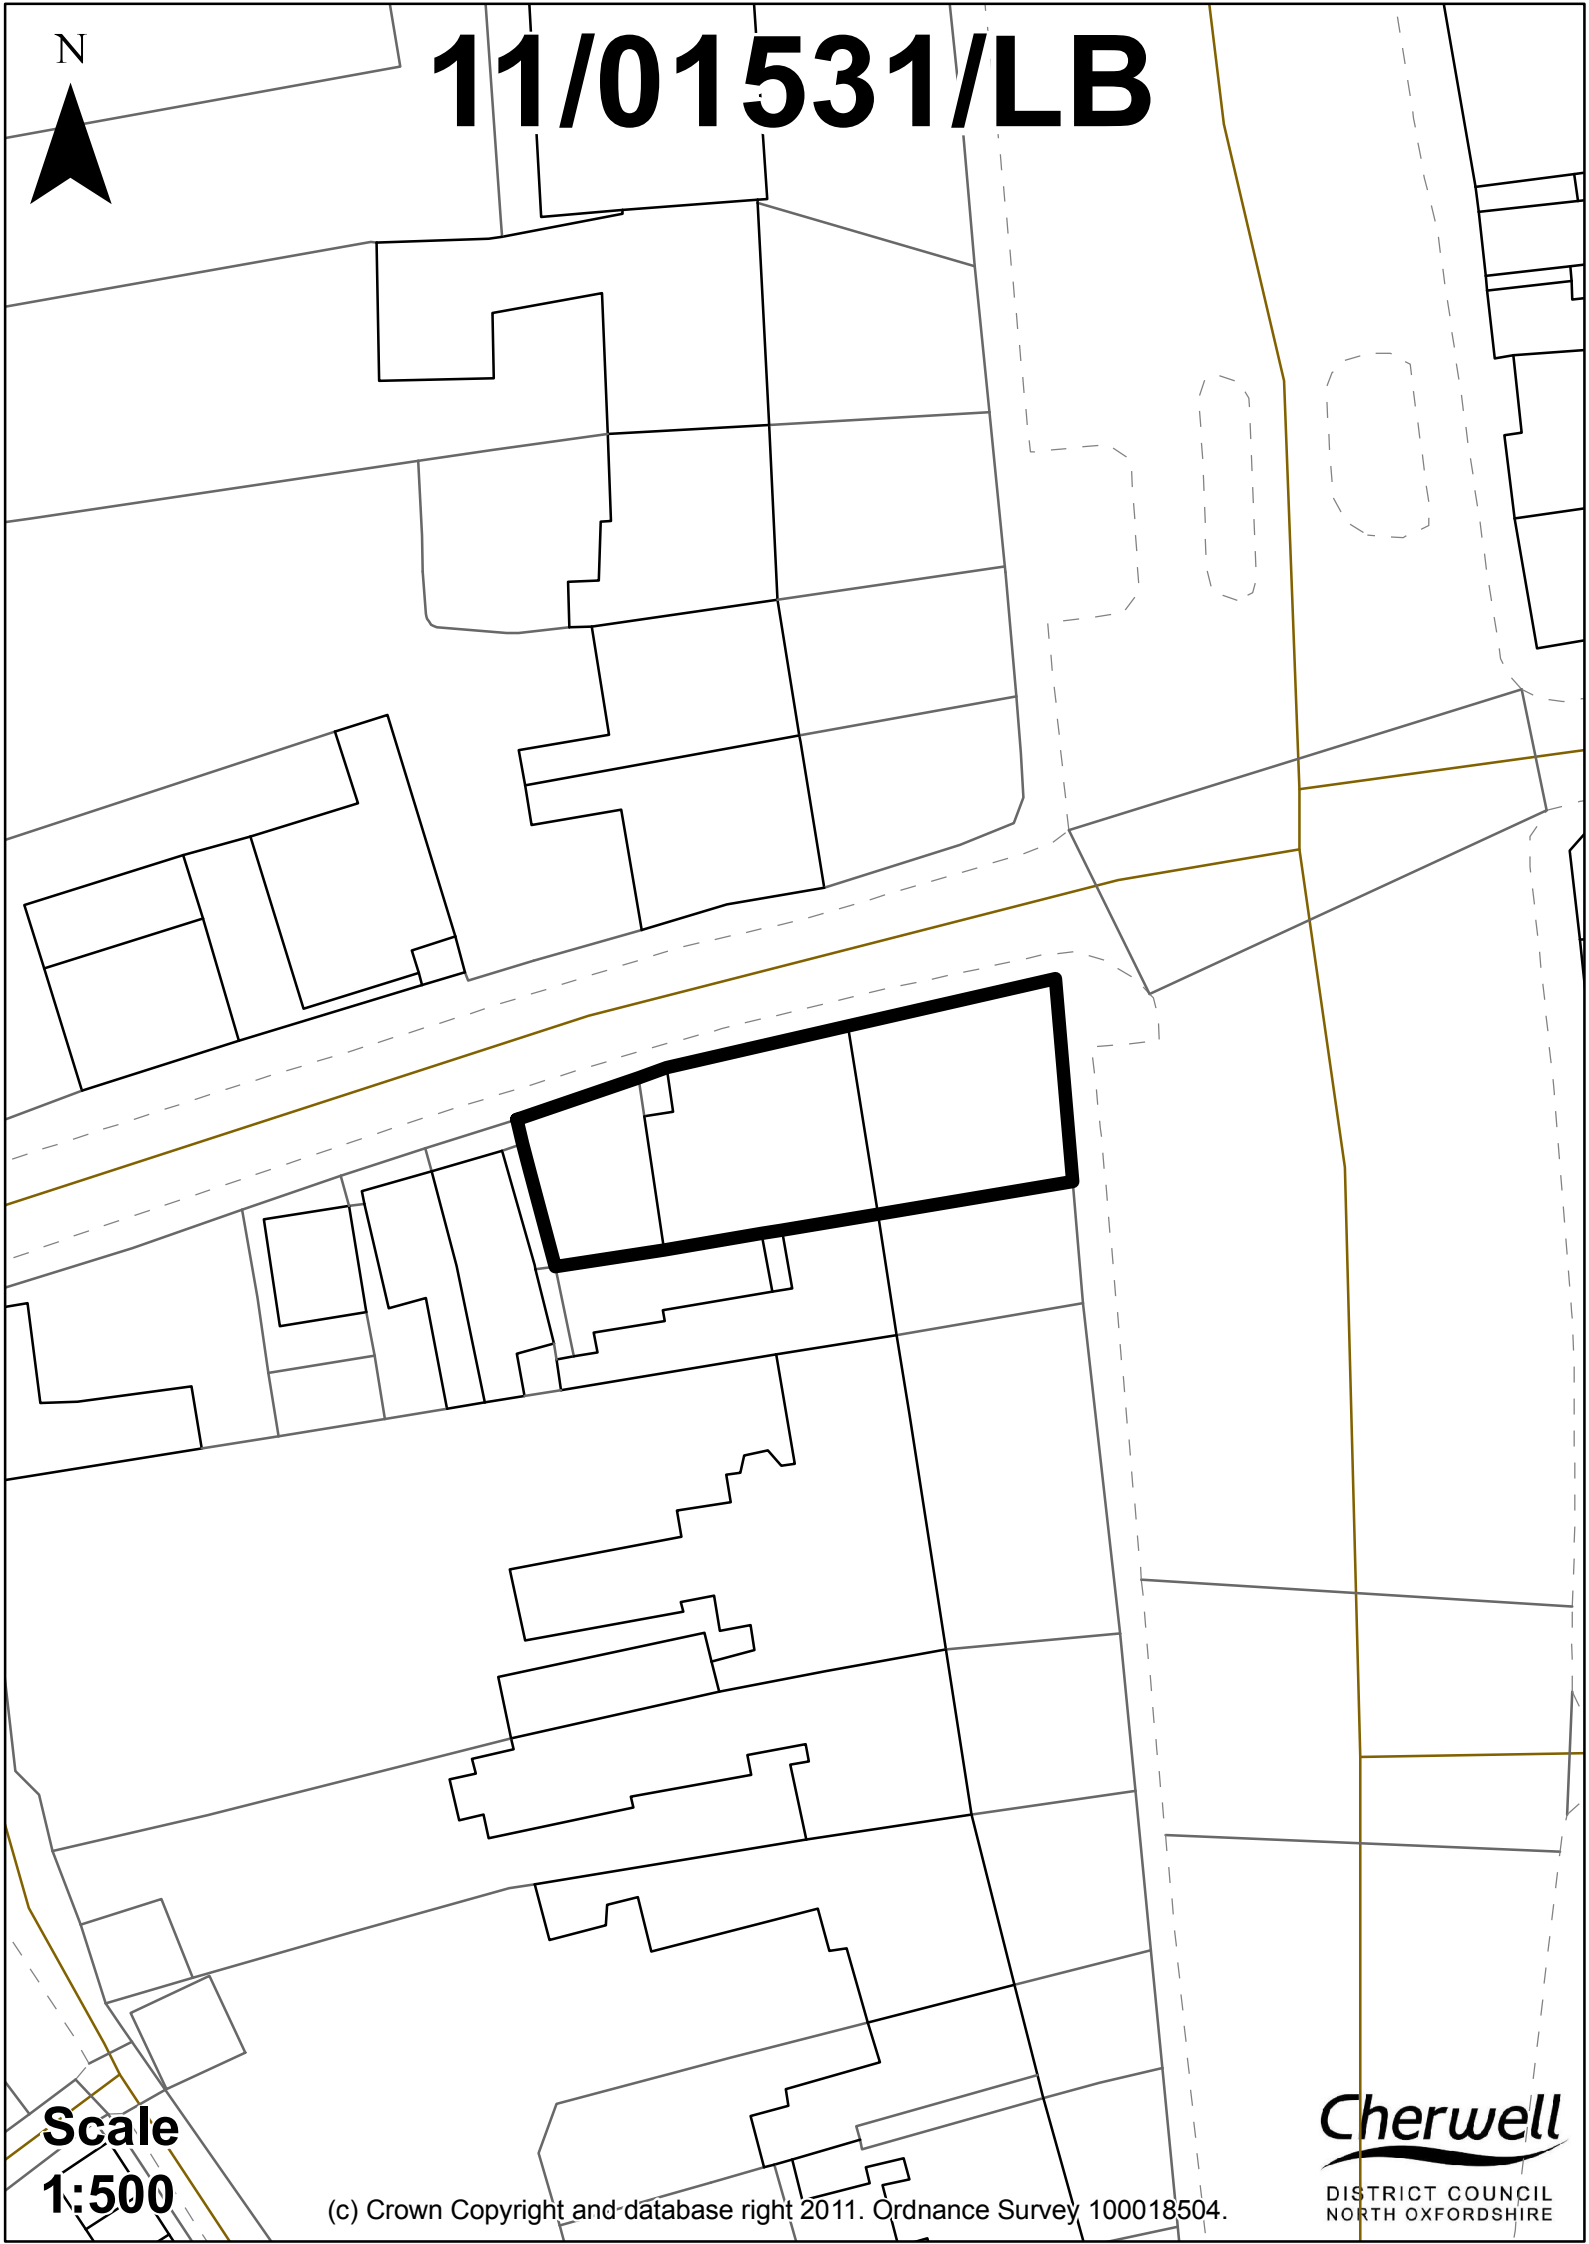 N
11/01531/LB
Scale
1:500
(c) Crown Copyright and database right 2011. Ordnance Survey 100018504.
Cherwell
DISTRICT COUNCIL
NORTH OXFORDSHIRE